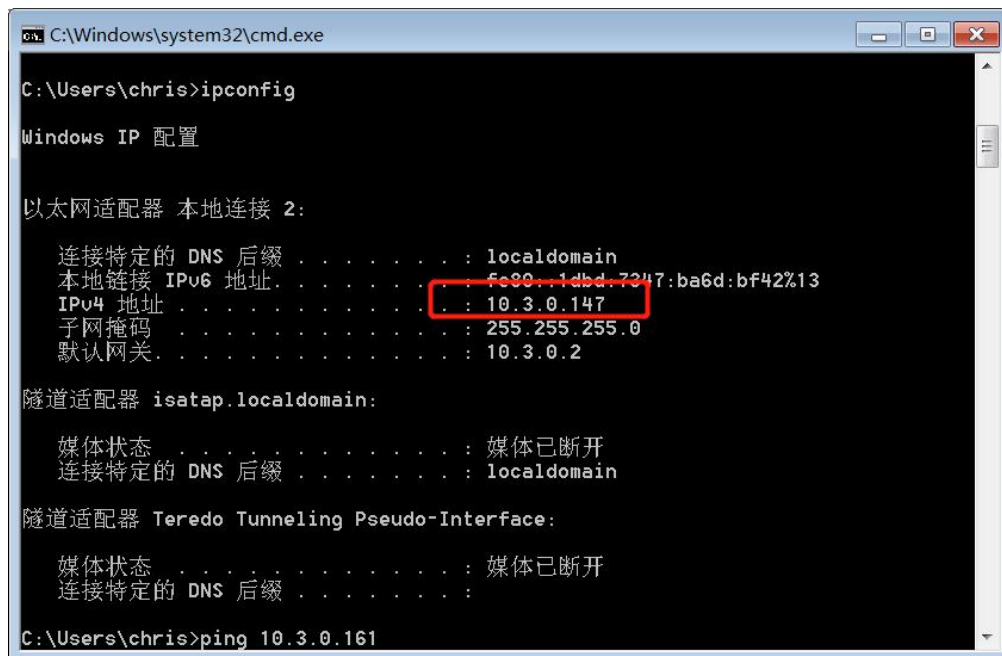 C:\Windows\system32\cmd.exe
C:\Users\chris>ipconfig
Windows IP 配置
以太网适配器 本地连接 2:
连接特定的 DNS 后缀 . . . . . . . : localdomain
本地链接 IPv6 地址. . . . . . . . : fe80::1dbd:7347:ba6d:bf42%13
IPv4 地址 . . . . . . . . . . . . : 10.3.0.147
子网掩码 . . . . . . . . . . . . : 255.255.255.0
默认网关. . . . . . . . . . . . . : 10.3.0.2
隧道适配器 isatap.localdomain:
媒体状态 . . . . . . . . . . . . : 媒体已断开
连接特定的 DNS 后缀 . . . . . . . : localdomain
隧道适配器 Teredo Tunneling Pseudo-Interface:
媒体状态 . . . . . . . . . . . . : 媒体已断开
连接特定的 DNS 后缀 . . . . . . . :
C:\Users\chris>ping 10.3.0.161